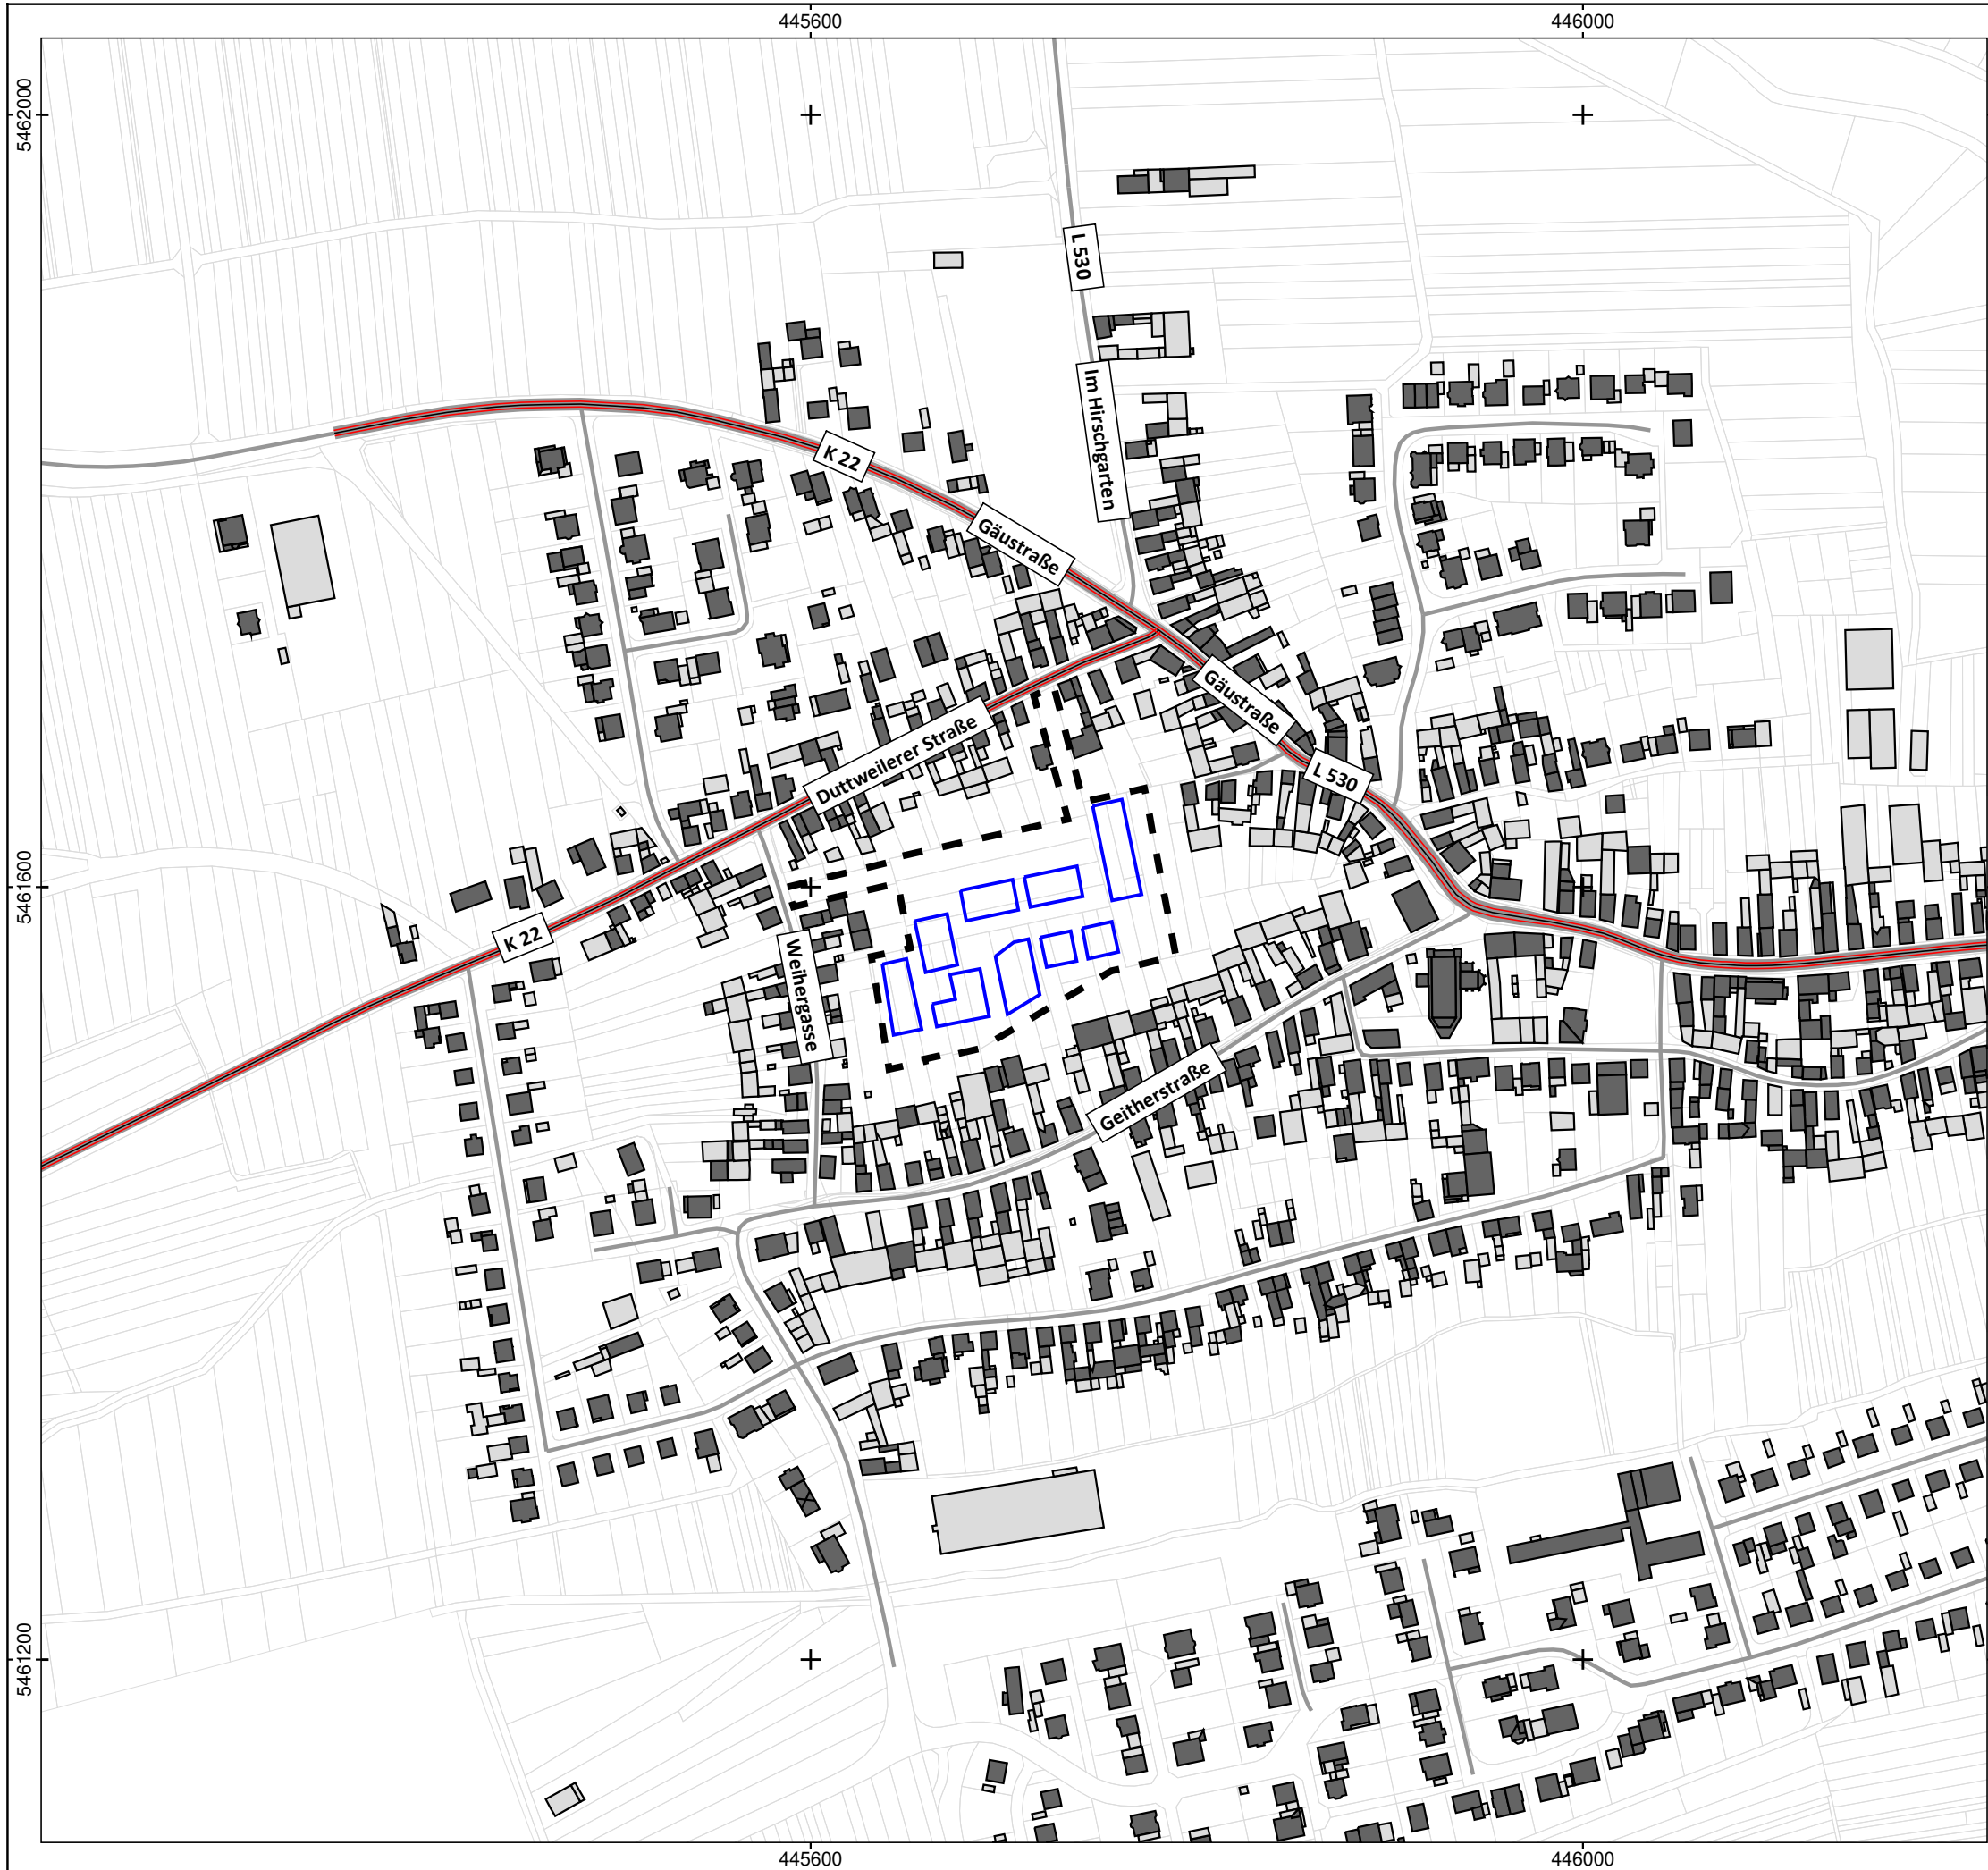 445600 446000
5462000
L 530
Im Hirschgarten
K 22
Gäustraße
Gäustraße
Duttweilerer Straße
L 530
5461600
K 22
Weihergasse
Geitherstraße
5461200
445600 446000